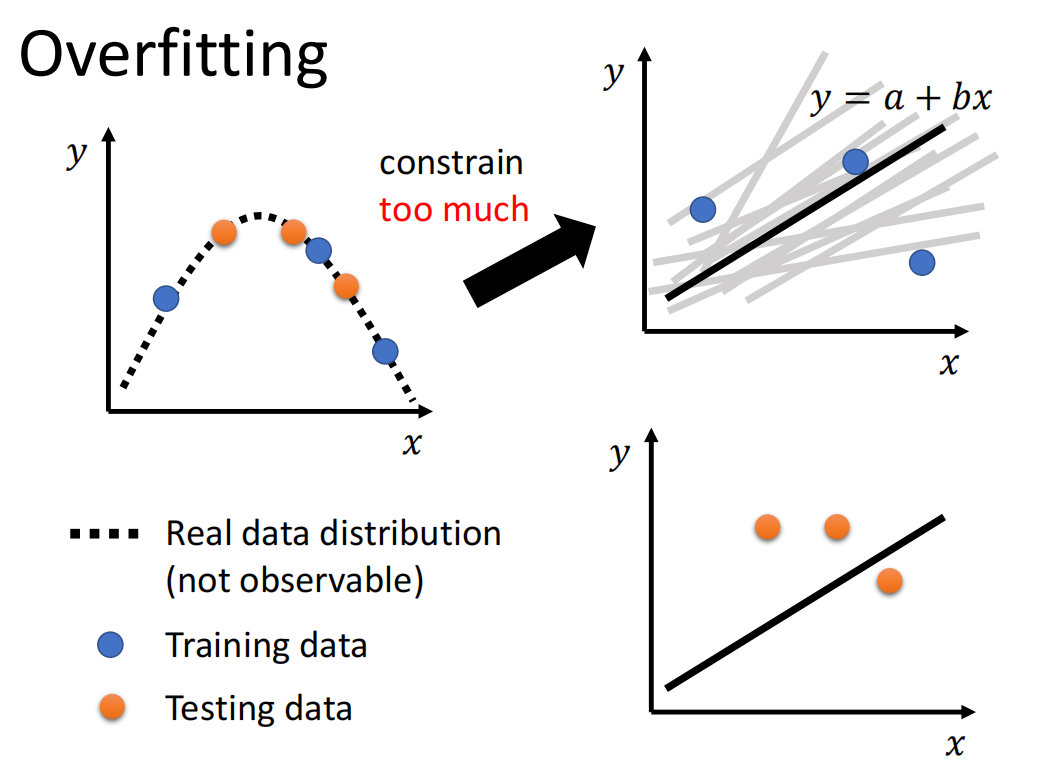 Overfitting
y
x
constrain
too much
y
y = a + bx
x
Real data distribution
(not observable)
Training data
Testing data
y
x